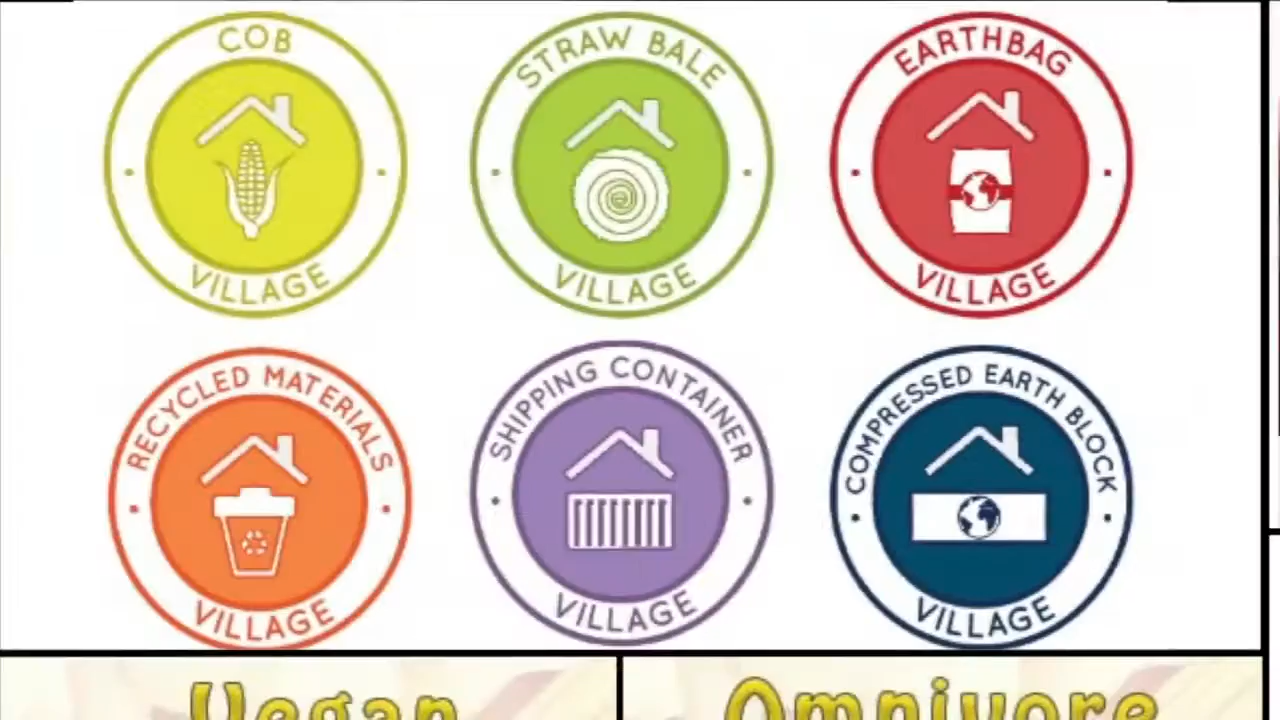 COB
VILLAGE
STRAW BALE
VILLAGE
EARTHBAG
VILLAGE
RECYCLED MATERIALS
VILLAGE
SHIPPING CONTAINER
VILLAGE
COMPRESSED EARTH BLOCK
VILLAGE
Vegan
Omnivore